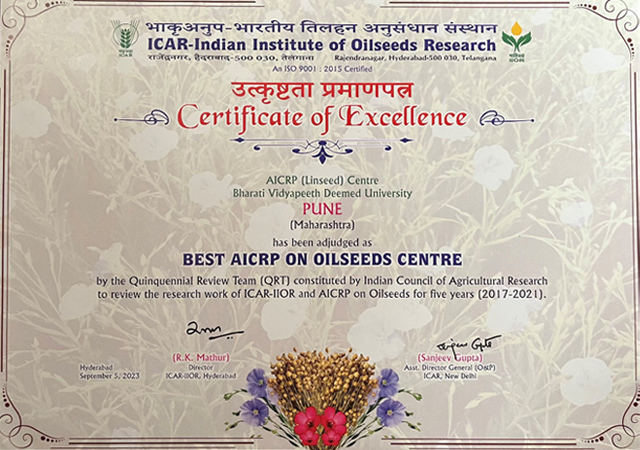 भाकृअनुप-भारतीय तिलहन अनुसंधान संस्थान
ICAR-Indian Institute of Oilseeds Research
राजेंद्रनगर, हैदराबाद-500 030, तेलंगाना Rajendranagar, Hyderabad-500 030, Telangana
An ISO 9001 : 2015 Certified
उत्कृष्टता प्रमाणपत्र
Certificate of Excellence
AICRP (Linseed) Centre
Bharati Vidyapeeth Deemed University
PUNE
(Maharashtra)
has been adjudged as
BEST AICRP ON OILSEEDS CENTRE
by the Quinquennial Review Team (QRT) constituted by Indian Council of Agricultural Research
to review the research work of ICAR-IIOR and AICRP on Oilseeds for five years (2017-2021).
Hyderabad
September 5, 2023
(R.K. Mathur)
Director
ICAR-IIOR, Hyderabad
Sanjeev Gupta
(Sanjeev Gupta)
Asst. Director General (O&P)
ICAR, New Delhi
ICAR
IIOR